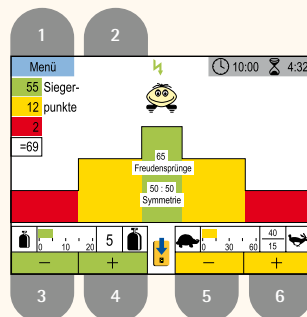 1 2
Menü 10:00 4:32
55 Sieger-
12 punkte
2
=69
65
Freudensprünge
50 : 50
Symmetrie
0 10 20 5 0 30 60 40 15
− + − +
3 4 5 6